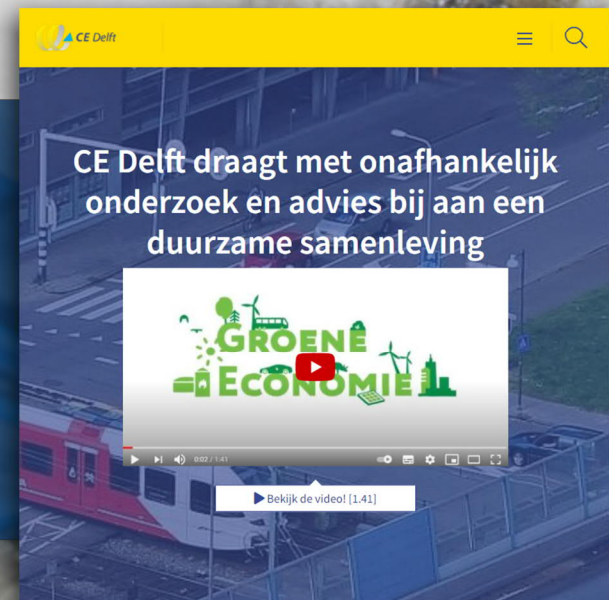 CE Delft
CE Delft draagt met onafhankelijk
onderzoek en advies bij aan een
duurzame samenleving
GROENE
ECONOMIE
0:02 / 1:41
Bekijk de video! [1.41]